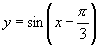 y = sin(x − π/3)